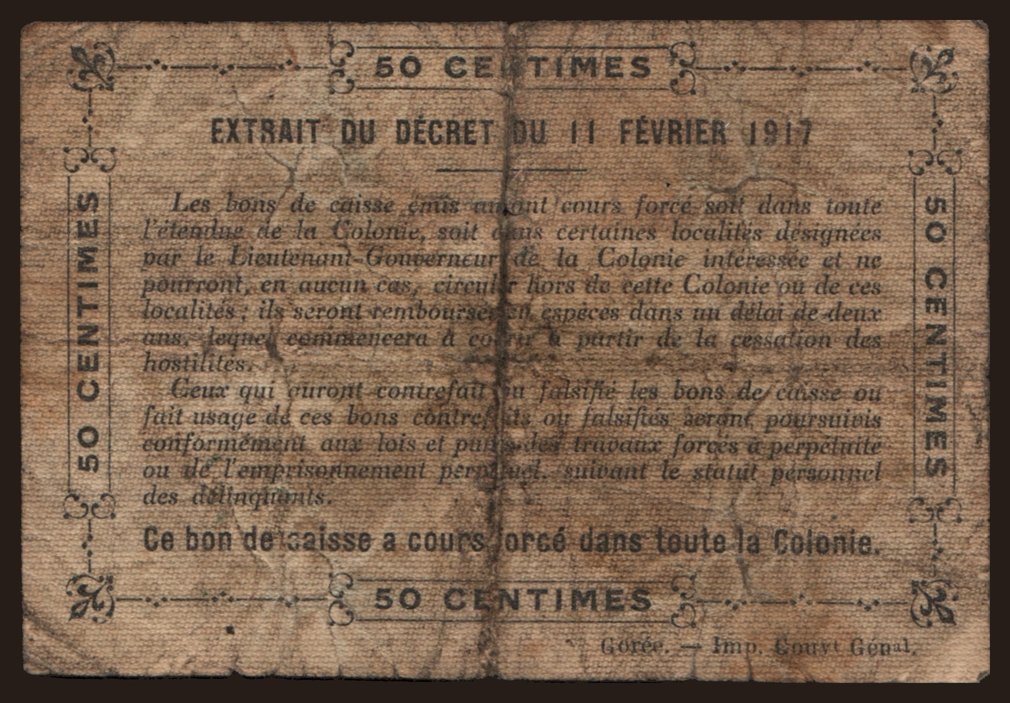 50 CENTIMES
EXTRAIT DU DÉCRET DU 11 FÉVRIER 1917
Les bons de caisse émis auront cours forcé soit dans toute
l'étendue de la Colonie, soit dans certaines localités désignées
par le Lieutenant-Gouverneur de la Colonie intéressée et ne
pourront, en aucun cas, circuler hors de cette Colonie ou de ces
localités ; ils seront remboursés en espèces dans un délai de deux
ans, lequel commencera à courir à partir de la cessation des
hostilités.
Ceux qui auront contrefait ou falsifié les bons de caisse ou
fait usage de ces bons contrefaits ou falsifiés seront poursuivis
conformément aux lois et punis des travaux forcés à perpétuité
ou de l'emprisonnement perpétuel, suivant le statut personnel
des délinquants.
Ce bon de caisse a cours forcé dans toute la Colonie.
50 CENTIMES
50 CENTIMES
50 CENTIMES
Gorée. — Imp. Gouvt Génal.